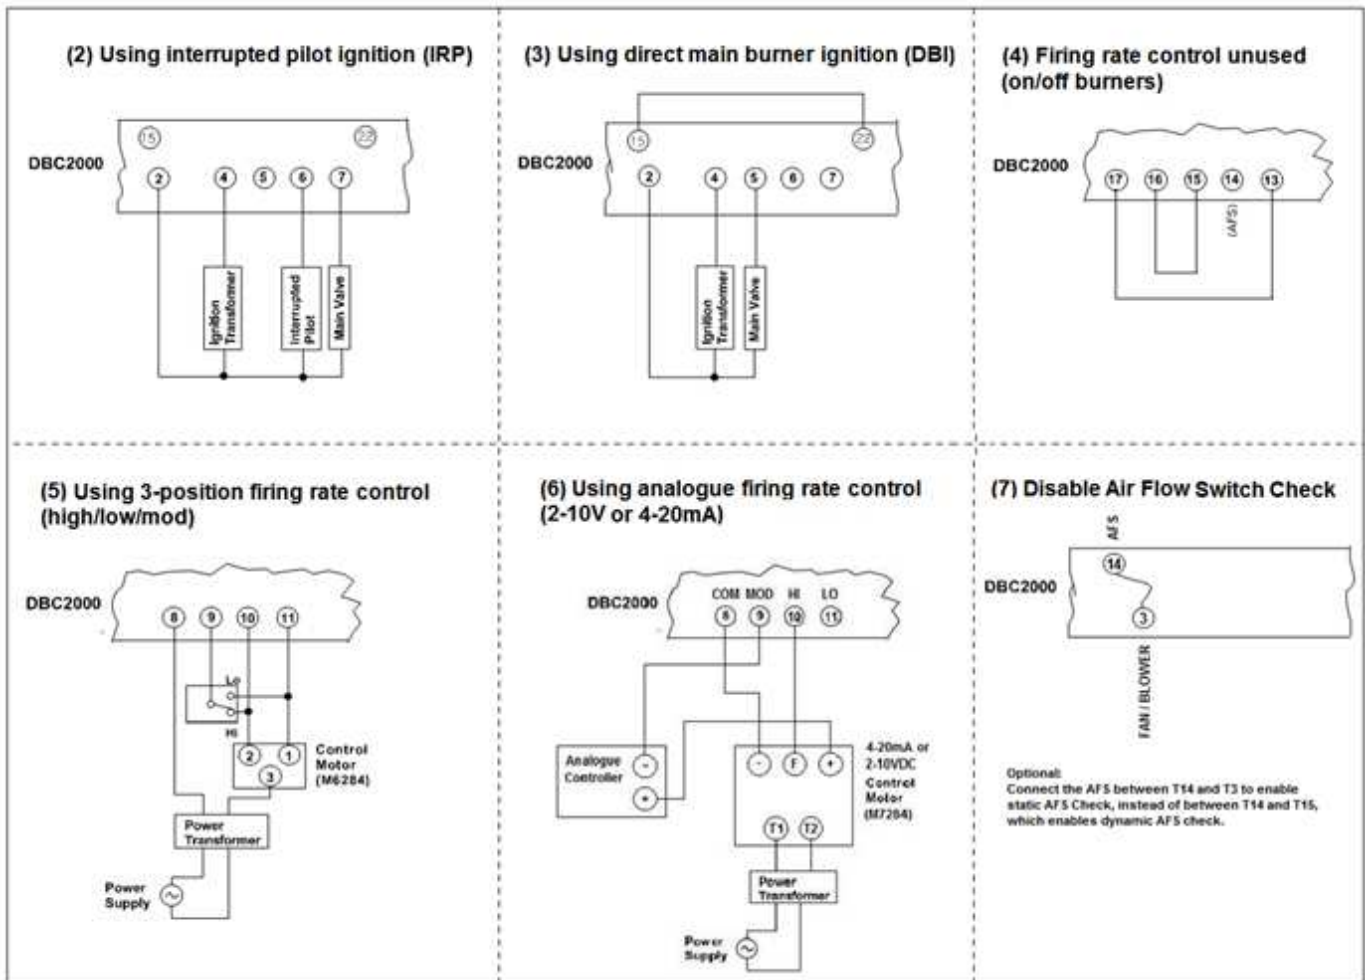 (2) Using interrupted pilot ignition (IRP)
DBC2000
15 22
2 4 5 6 7
Ignition
Transformer
Interrupted
Pilot
Main Valve
(3) Using direct main burner ignition (DBI)
DBC2000
15 22
2 4 5 6 7
Ignition
Transformer
Main Valve
(4) Firing rate control unused
(on/off burners)
DBC2000
17 16 15 14 13
(AFS)
(5) Using 3-position firing rate control
(high/low/mod)
DBC2000
8 9 10 11
Lo
Hi
2 1
3
Control
Motor
(M6284)
Power
Transformer
Power
Supply
(6) Using analogue firing rate control
(2-10V or 4-20mA)
COM MOD HI LO
DBC2000
8 9 10 11
Analogue
Controller
-
+
- F +
4-20mA or
2-10VDC
Control
Motor
(M7284)
T1 T2
Power
Transformer
Power
Supply
(7) Disable Air Flow Switch Check
AFS
14
DBC2000
3
FAN / BLOWER
Optional:
Connect the AFS between T14 and T3 to enable
static AFS Check, instead of between T14 and T15,
which enables dynamic AFS check.